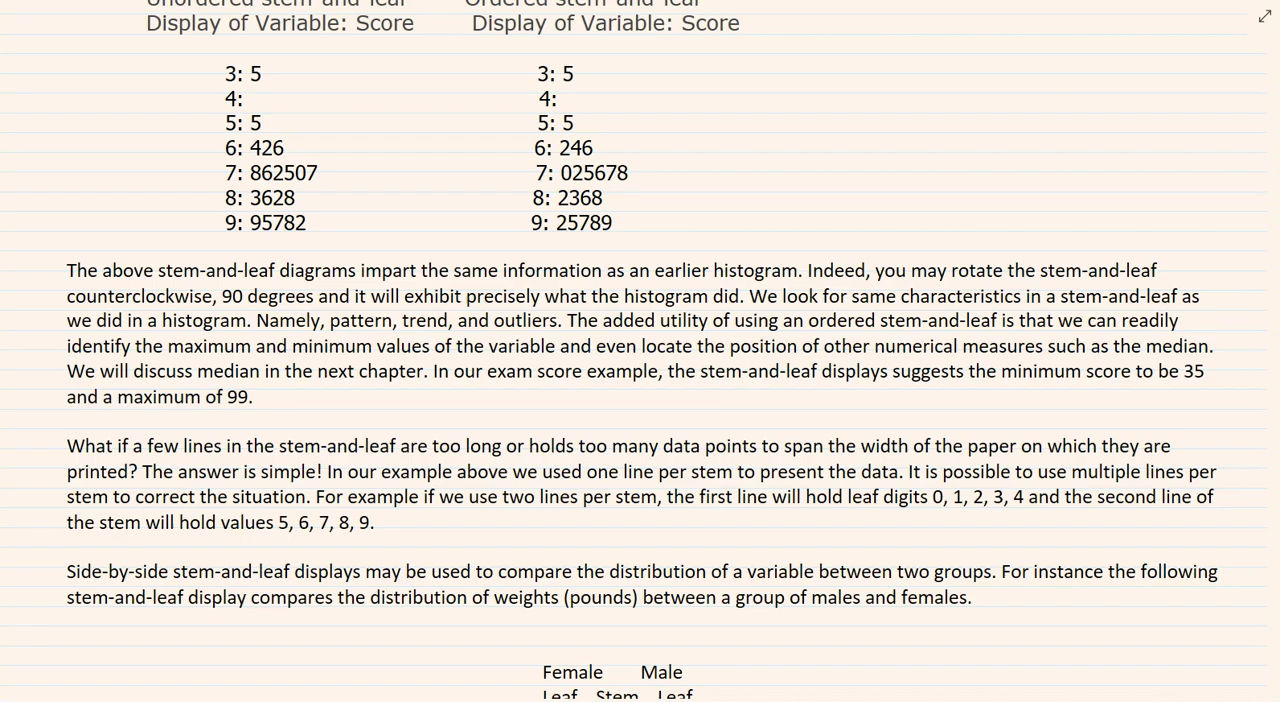 Unordered stem-and-leaf Ordered stem-and-leaf
Display of Variable: Score Display of Variable: Score
3: 5 3: 5
4: 4:
5: 5 5: 5
6: 426 6: 246
7: 862507 7: 025678
8: 3628 8: 2368
9: 95782 9: 25789
The above stem-and-leaf diagrams impart the same information as an earlier histogram. Indeed, you may rotate the stem-and-leaf
counterclockwise, 90 degrees and it will exhibit precisely what the histogram did. We look for same characteristics in a stem-and-leaf as
we did in a histogram. Namely, pattern, trend, and outliers. The added utility of using an ordered stem-and-leaf is that we can readily
identify the maximum and minimum values of the variable and even locate the position of other numerical measures such as the median.
We will discuss median in the next chapter. In our exam score example, the stem-and-leaf displays suggests the minimum score to be 35
and a maximum of 99.
What if a few lines in the stem-and-leaf are too long or holds too many data points to span the width of the paper on which they are
printed? The answer is simple! In our example above we used one line per stem to present the data. It is possible to use multiple lines per
stem to correct the situation. For example if we use two lines per stem, the first line will hold leaf digits 0, 1, 2, 3, 4 and the second line of
the stem will hold values 5, 6, 7, 8, 9.
Side-by-side stem-and-leaf displays may be used to compare the distribution of a variable between two groups. For instance the following
stem-and-leaf display compares the distribution of weights (pounds) between a group of males and females.
Female Male
Leaf Stem Leaf